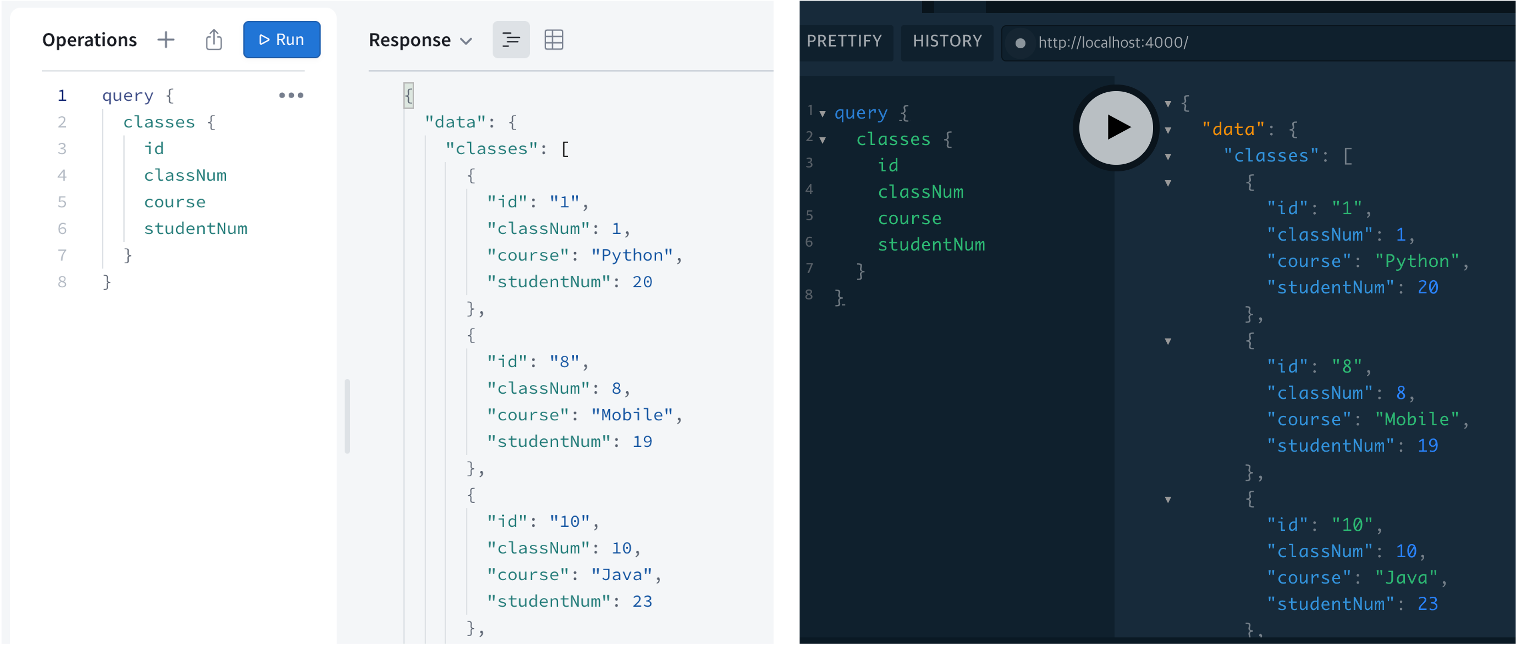 Operations + Run
1 query { •••
2 classes {
3 id
4 classNum
5 course
6 studentNum
7 }
8 }
Response
{
"data": {
"classes": [
{
"id": "1",
"classNum": 1,
"course": "Python",
"studentNum": 20
},
{
"id": "8",
"classNum": 8,
"course": "Mobile",
"studentNum": 19
},
{
"id": "10",
"classNum": 10,
"course": "Java",
"studentNum": 23
},
PRETTIFY HISTORY http://localhost:4000/
1 query {
2 classes {
3 id
4 classNum
5 course
6 studentNum
7 }
8 }
{
"data": {
"classes": [
{
"id": "1",
"classNum": 1,
"course": "Python",
"studentNum": 20
},
{
"id": "8",
"classNum": 8,
"course": "Mobile",
"studentNum": 19
},
{
"id": "10",
"classNum": 10,
"course": "Java",
"studentNum": 23
},